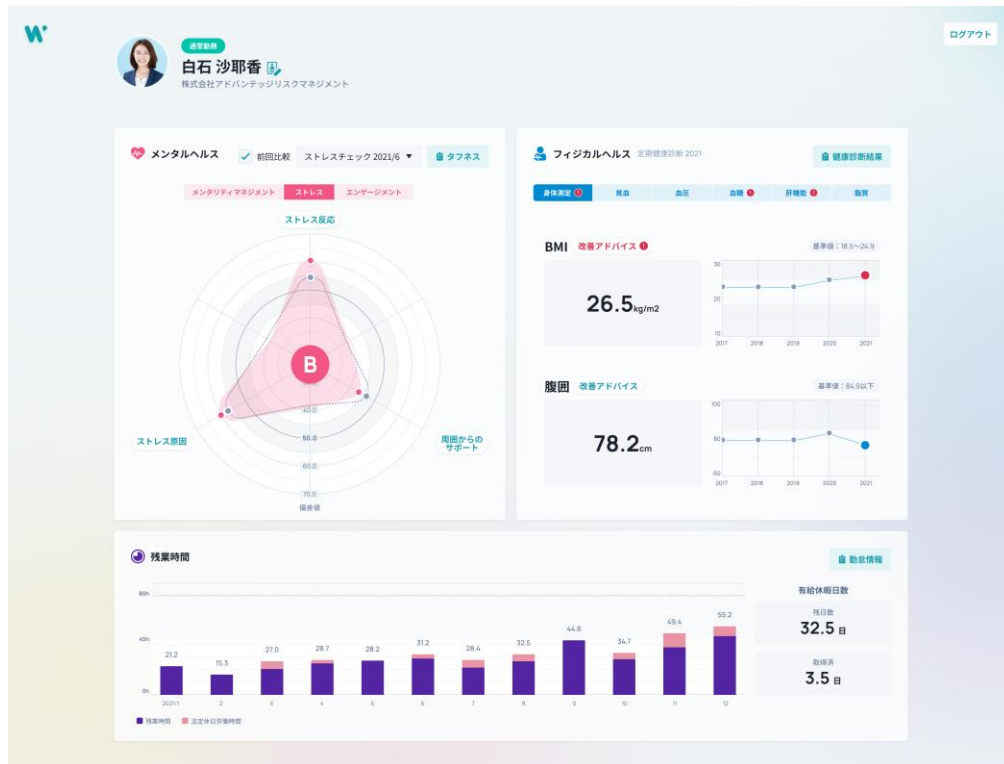 ログアウト
通常勤務
白石 沙耶香
株式会社アドバンテッジリスクマネジメント
メンタルヘルス
前回比較
ストレスチェック 2021/6 ▼
タフネス
メンタリティマネジメント
ストレス
エンゲージメント
ストレス反応
B
40.0
50.0
60.0
70.0
偏差値
ストレス原因
周囲からの
サポート
フィジカルヘルス 定期健康診断 2021
健康診断結果
身体測定
貧血
血圧
血糖
肝機能
脂質
BMI 改善アドバイス
基準値：18.5〜24.9
26.5kg/m2
30
20
10
2017 2018 2019 2020 2021
腹囲 改善アドバイス
基準値：84.9以下
78.2cm
100
80
60
2017 2018 2019 2020 2021
残業時間
勤怠情報
80h
45h
0h
21.2 15.3 27.0 28.7 28.2 31.2 28.4 32.5 44.8 34.7 49.4 55.2
2021/1 2 3 4 5 6 7 8 9 10 11 12
残業時間 法定休日労働時間
有給休暇日数
残日数
32.5 日
取得済
3.5 日